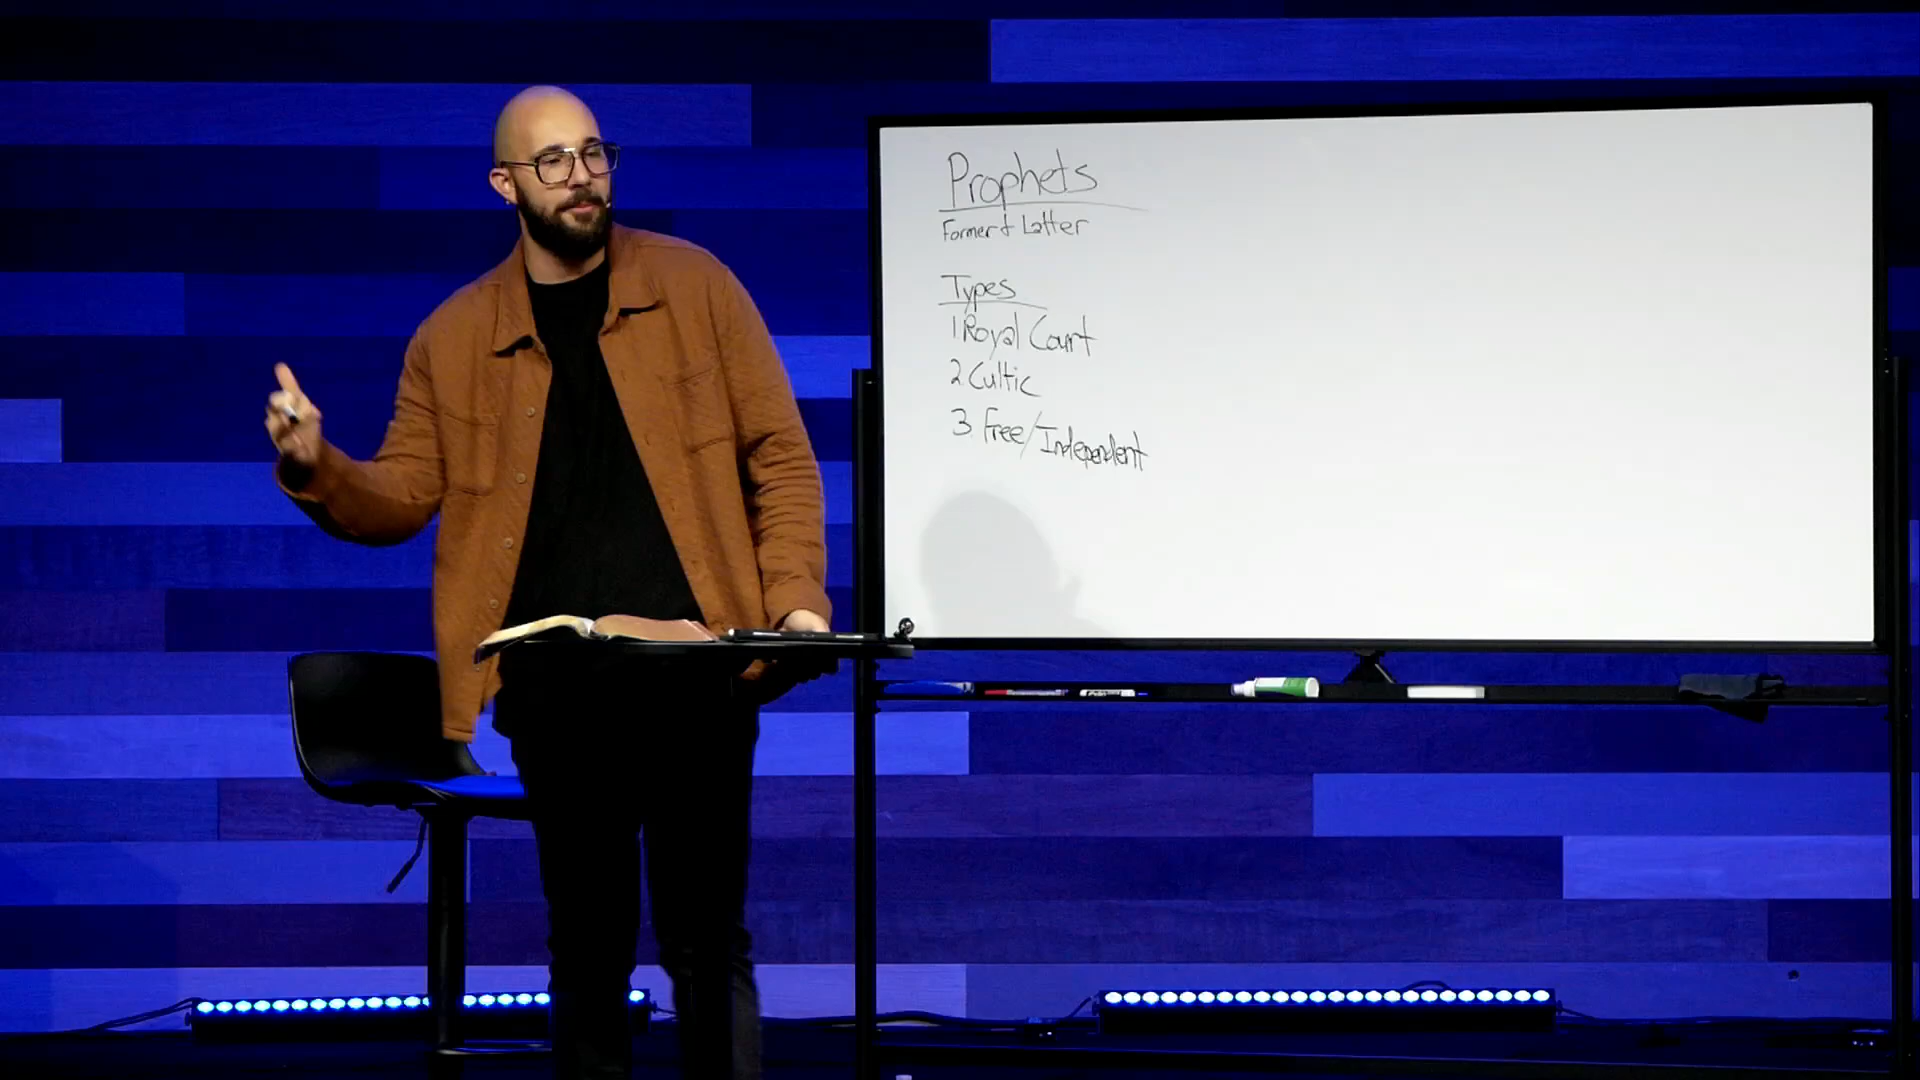 Prophets
Former & Latter
Types
1. Royal Court
2. Cultic
3. Free/Independent